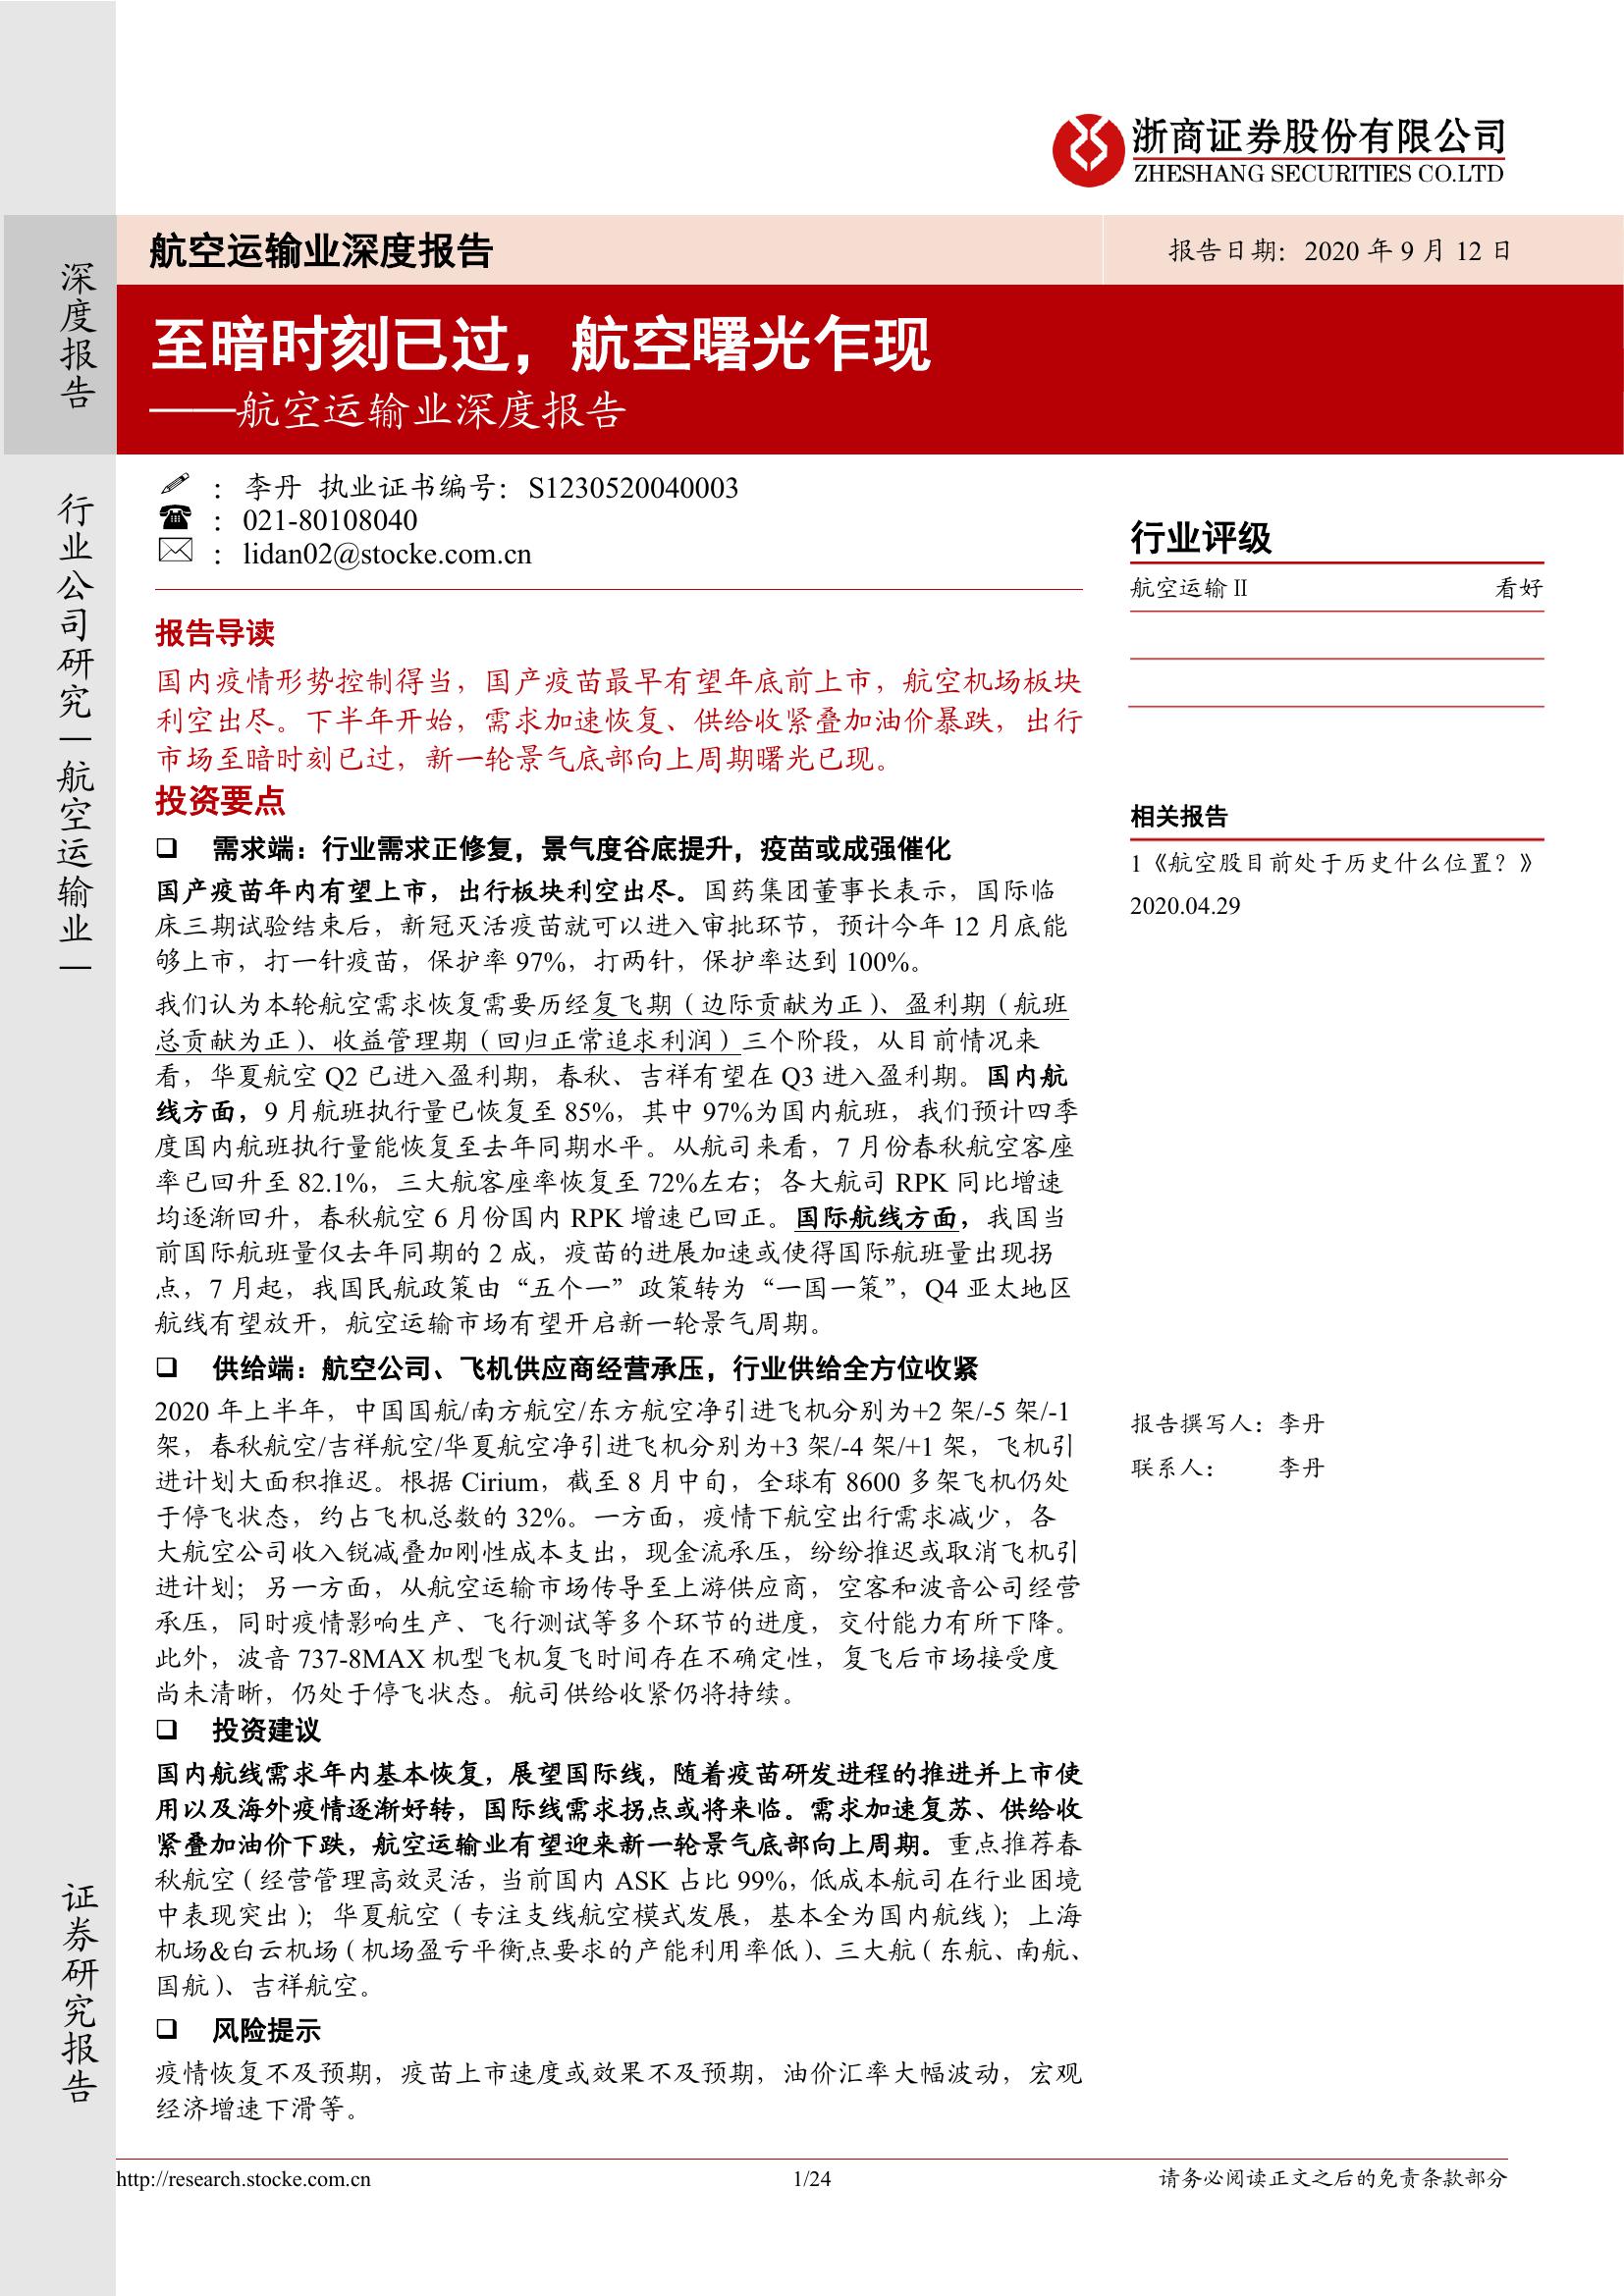 浙商证券股份有限公司
ZHESHANG SECURITIES CO.LTD
深度报告
行业公司研究｜航空运输业｜
证券研究报告
航空运输业深度报告
报告日期：2020 年 9 月 12 日
至暗时刻已过，航空曙光乍现
——航空运输业深度报告
： 李丹 执业证书编号：S1230520040003
： 021-80108040
： lidan02@stocke.com.cn
报告导读
国内疫情形势控制得当，国产疫苗最早有望年底前上市，航空机场板块
利空出尽。下半年开始，需求加速恢复、供给收紧叠加油价暴跌，出行
市场至暗时刻已过，新一轮景气底部向上周期曙光已现。
投资要点
❑ 需求端：行业需求正修复，景气度谷底提升，疫苗或成强催化
国产疫苗年内有望上市，出行板块利空出尽。国药集团董事长表示，国际临
床三期试验结束后，新冠灭活疫苗就可以进入审批环节，预计今年 12 月底能
够上市，打一针疫苗，保护率 97%，打两针，保护率达到 100%。
我们认为本轮航空需求恢复需要历经复飞期（边际贡献为正）、盈利期（航班
总贡献为正）、收益管理期（回归正常追求利润）三个阶段，从目前情况来
看，华夏航空 Q2 已进入盈利期，春秋、吉祥有望在 Q3 进入盈利期。国内航
线方面，9 月航班执行量已恢复至 85%，其中 97%为国内航班，我们预计四季
度国内航班执行量能恢复至去年同期水平。从航司来看，7 月份春秋航空客座
率已回升至 82.1%，三大航客座率恢复至 72%左右；各大航司 RPK 同比增速
均逐渐回升，春秋航空 6 月份国内 RPK 增速已回正。国际航线方面，我国当
前国际航班量仅去年同期的 2 成，疫苗的进展加速或使得国际航班量出现拐
点，7 月起，我国民航政策由“五个一”政策转为“一国一策”，Q4 亚太地区
航线有望放开，航空运输市场有望开启新一轮景气周期。
❑ 供给端：航空公司、飞机供应商经营承压，行业供给全方位收紧
2020 年上半年，中国国航/南方航空/东方航空净引进飞机分别为+2 架/-5 架/-1
架，春秋航空/吉祥航空/华夏航空净引进飞机分别为+3 架/-4 架/+1 架，飞机引
进计划大面积推迟。根据 Cirium，截至 8 月中旬，全球有 8600 多架飞机仍处
于停飞状态，约占飞机总数的 32%。一方面，疫情下航空出行需求减少，各
大航空公司收入锐减叠加刚性成本支出，现金流承压，纷纷推迟或取消飞机引
进计划；另一方面，从航空运输市场传导至上游供应商，空客和波音公司经营
承压，同时疫情影响生产、飞行测试等多个环节的进度，交付能力有所下降。
此外，波音 737-8MAX 机型飞机复飞时间存在不确定性，复飞后市场接受度
尚未清晰，仍处于停飞状态。航司供给收紧仍将持续。
❑ 投资建议
国内航线需求年内基本恢复，展望国际线，随着疫苗研发进程的推进并上市使
用以及海外疫情逐渐好转，国际线需求拐点或将来临。需求加速复苏、供给收
紧叠加油价下跌，航空运输业有望迎来新一轮景气底部向上周期。重点推荐春
秋航空（经营管理高效灵活，当前国内 ASK 占比 99%，低成本航司在行业困境
中表现突出）；华夏航空（专注支线航空模式发展，基本全为国内航线）；上海
机场&白云机场（机场盈亏平衡点要求的产能利用率低）、三大航（东航、南航、
国航）、吉祥航空。
❑ 风险提示
疫情恢复不及预期，疫苗上市速度或效果不及预期，油价汇率大幅波动，宏观
经济增速下滑等。
行业评级
航空运输Ⅱ 看好
相关报告
1《航空股目前处于历史什么位置？》
2020.04.29
报告撰写人：李丹
联系人： 李丹
http://research.stocke.com.cn
1/24
请务必阅读正文之后的免责条款部分